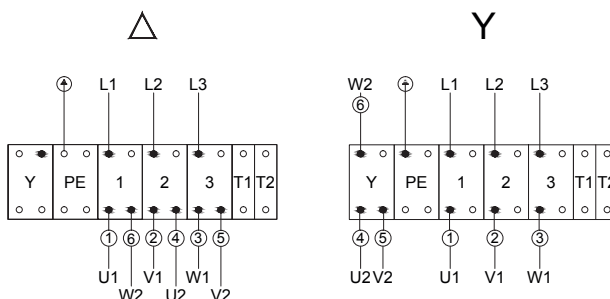 Δ Y
L1 L2 L3 W2 L1 L2 L3
6
Y PE 1 2 3 T1 T2 Y PE 1 2 3 T1 T2
1 6 2 4 3 5 4 5 1 2 3
U1 V1 W1 U2 V2 U1 V1 W1
W2 U2 V2